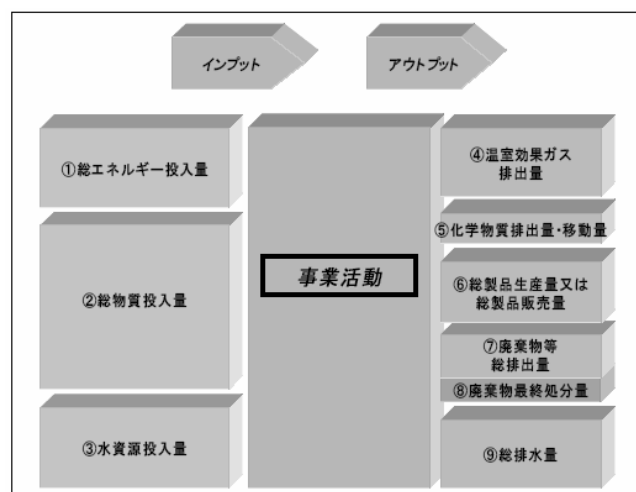 インプット
アウトプット
①総エネルギー投入量
②総物質投入量
③水資源投入量
事業活動
④温室効果ガス
排出量
⑤化学物質排出量・移動量
⑥総製品生産量又は
総製品販売量
⑦廃棄物等
総排出量
⑧廃棄物最終処分量
⑨総排水量